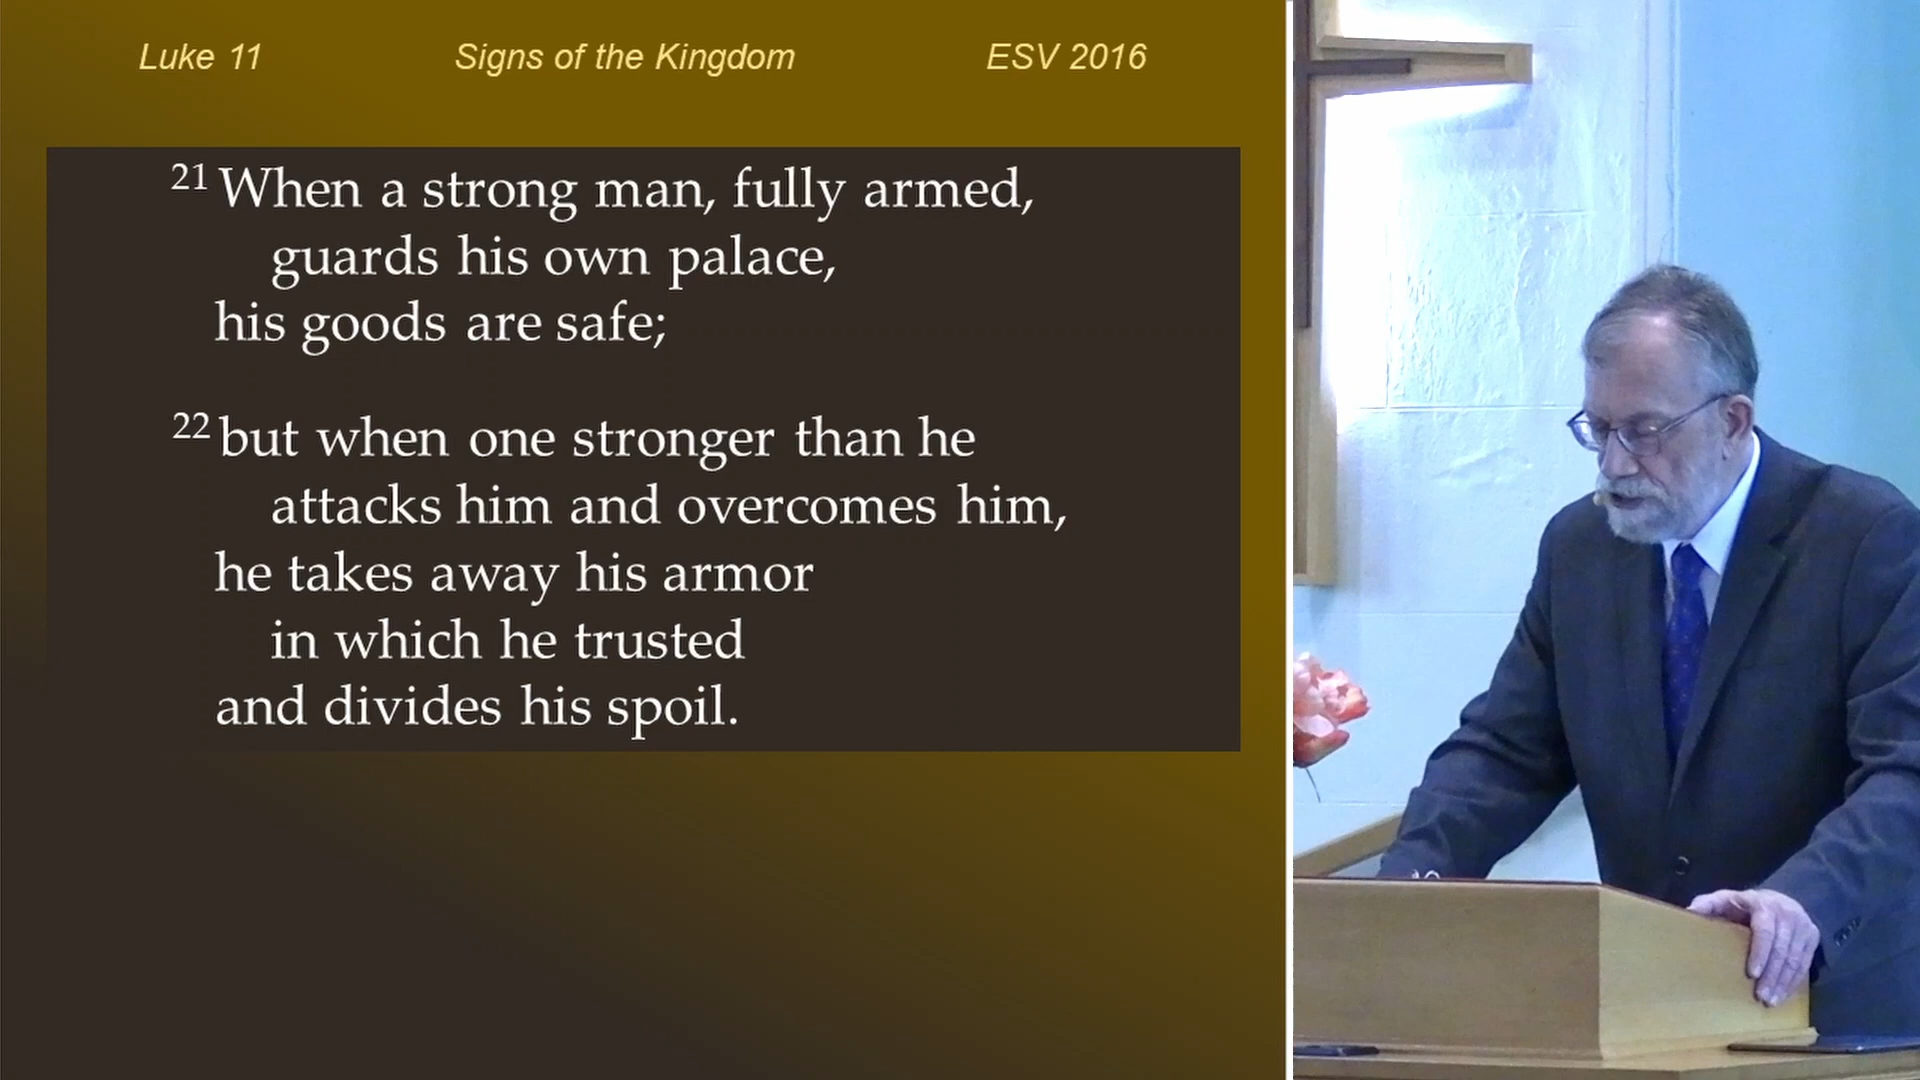 Luke 11 Signs of the Kingdom ESV 2016
21 When a strong man, fully armed,
guards his own palace,
his goods are safe;
22 but when one stronger than he
attacks him and overcomes him,
he takes away his armor
in which he trusted
and divides his spoil.